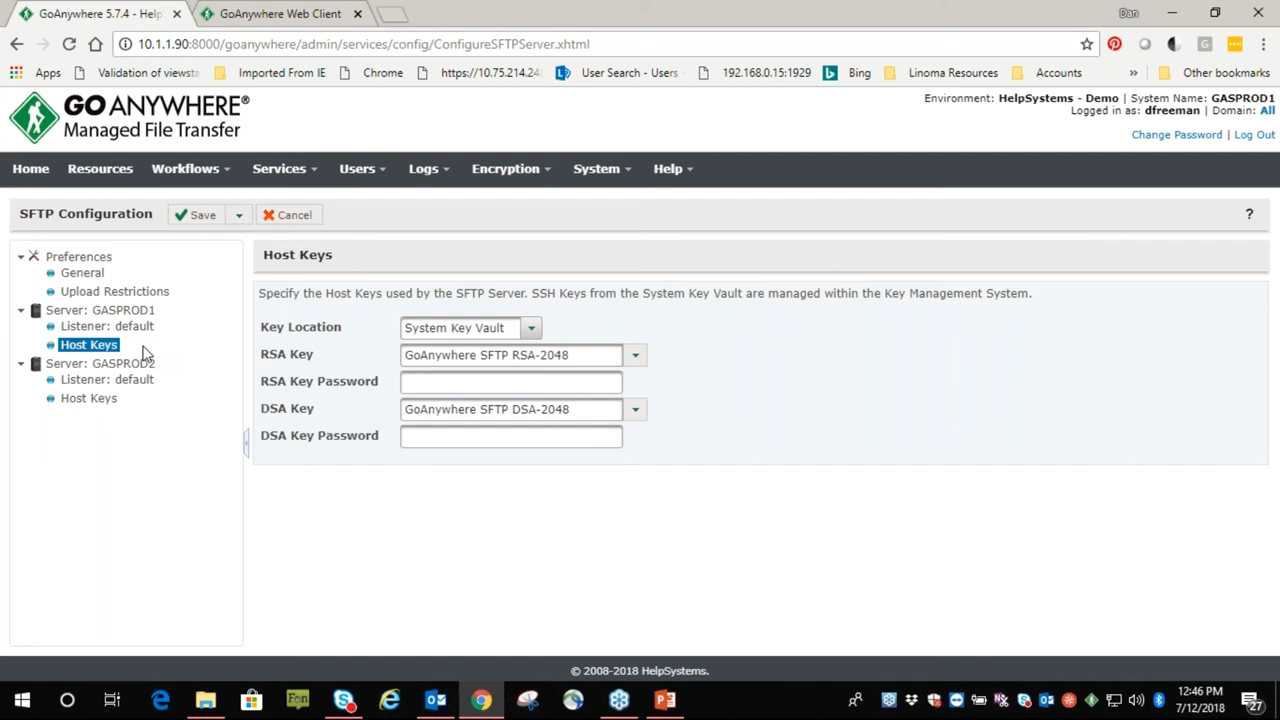 GoAnywhere 5.7.4 - Help
GoAnywhere Web Client
Dan
10.1.1.90:8000/goanywhere/admin/services/config/ConfigureSFTPServer.xhtml
Apps
Validation of viewsta
Imported From IE
Chrome
https://10.75.214.24
User Search - Users
192.168.0.15:1929
Bing
Linoma Resources
Accounts
»
Other bookmarks
GO ANYWHERE®
Managed File Transfer
Environment: HelpSystems - Demo | System Name: GASPROD1
Logged in as: dfreeman | Domain: All
Change Password | Log Out
Home Resources Workflows Services Users Logs Encryption System Help
SFTP Configuration Save Cancel ?
Preferences
General
Upload Restrictions
Server: GASPROD1
Listener: default
Host Keys
Server: GASPROD2
Listener: default
Host Keys
Host Keys
Specify the Host Keys used by the SFTP Server. SSH Keys from the System Key Vault are managed within the Key Management System.
Key Location System Key Vault
RSA Key GoAnywhere SFTP RSA-2048
RSA Key Password
DSA Key GoAnywhere SFTP DSA-2048
DSA Key Password
© 2008-2018 HelpSystems.
Fon
12:46 PM
7/12/2018
27